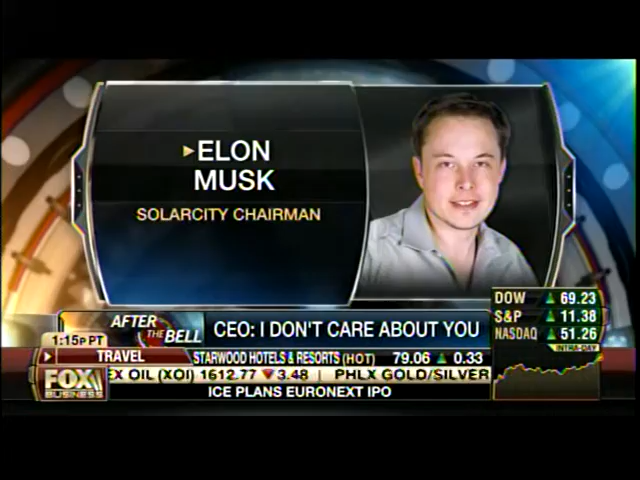 ▸ELON
MUSK
SOLARCITY CHAIRMAN
AFTER
THE
BELL
CEO: I DON'T CARE ABOUT YOU
DOW ▲ 69.23
S&P ▲ 11.38
NASDAQ ▲ 51.26
INTRA-DAY
1:15P PT
TRAVEL
STARWOOD HOTELS & RESORTS (HOT) 79.06 ▲ 0.33
EX OIL (XOI) 1612.77 ▼ 3.48 | PHLX GOLD/SILVER
FOX
BUSINESS
ICE PLANS EURONEXT IPO